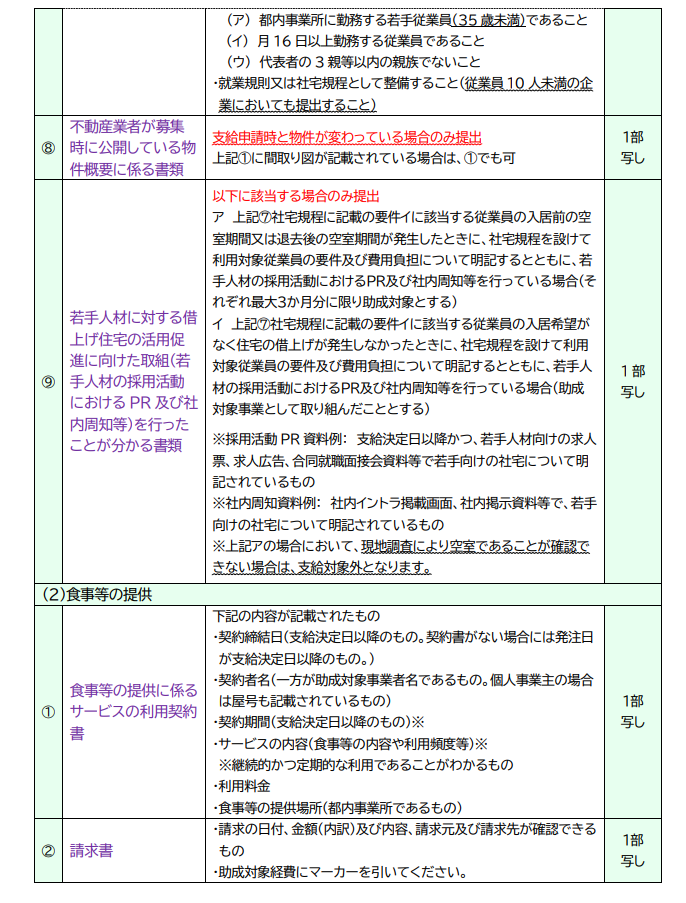 （ア） 都内事業所に勤務する若手従業員（35歳未満）であること
（イ） 月16日以上勤務する従業員であること
（ウ） 代表者の3親等以内の親族でないこと
・就業規則又は社宅規程として整備すること（従業員10人未満の企
業においても提出すること）
⑧
不動産業者が募集
時に公開している物
件概要に係る書類
支給申請時と物件が変わっている場合のみ提出
上記①に間取り図が記載されている場合は、①でも可
1部
写し
⑨
若手人材に対する借
上げ住宅の活用促
進に向けた取組（若
手人材の採用活動
における PR 及び社
内周知等）を行った
ことが分かる書類
以下に該当する場合のみ提出
ア 上記⑦社宅規程に記載の要件イに該当する従業員の入居前の空
室期間又は退去後の空室期間が発生したときに、社宅規程を設けて
利用対象従業員の要件及び費用負担について明記するとともに、若
手人材の採用活動におけるPR及び社内周知等を行っている場合（そ
れぞれ最大3か月分に限り助成対象とする）
イ 上記⑦社宅規程に記載の要件イに該当する従業員の入居希望が
なく住宅の借上げが発生しなかったときに、社宅規程を設けて利用
対象従業員の要件及び費用負担について明記するとともに、若手人
材の採用活動におけるPR及び社内周知等を行っている場合（助成
対象事業として取り組んだこととする）
※採用活動 PR 資料例： 支給決定日以降かつ、若手人材向けの求人
票、求人広告、合同就職面接会資料等で若手向けの社宅について明
記されているもの
※社内周知資料例： 社内イントラ掲載画面、社内掲示資料等で、若手
向けの社宅について明記されているもの
※上記アの場合において、現地調査により空室であることが確認で
きない場合は、支給対象外となります。
1 部
写し
（2）食事等の提供
①
食事等の提供に係る
サービスの利用契約
書
下記の内容が記載されたもの
・契約締結日（支給決定日以降のもの。契約書がない場合には発注日
が支給決定日以降のもの。）
・契約者名（一方が助成対象事業者名であるもの。個人事業主の場合
は屋号も記載されているもの）
・契約期間（支給決定日以降のもの）※
・サービスの内容（食事等の内容や利用頻度等）※
※継続的かつ定期的な利用であることがわかるもの
・利用料金
・食事等の提供場所（都内事業所であるもの）
1部
写し
②
請求書
・請求の日付、金額（内訳）及び内容、請求元及び請求先が確認できる
もの
・助成対象経費にマーカーを引いてください。
1部
写し